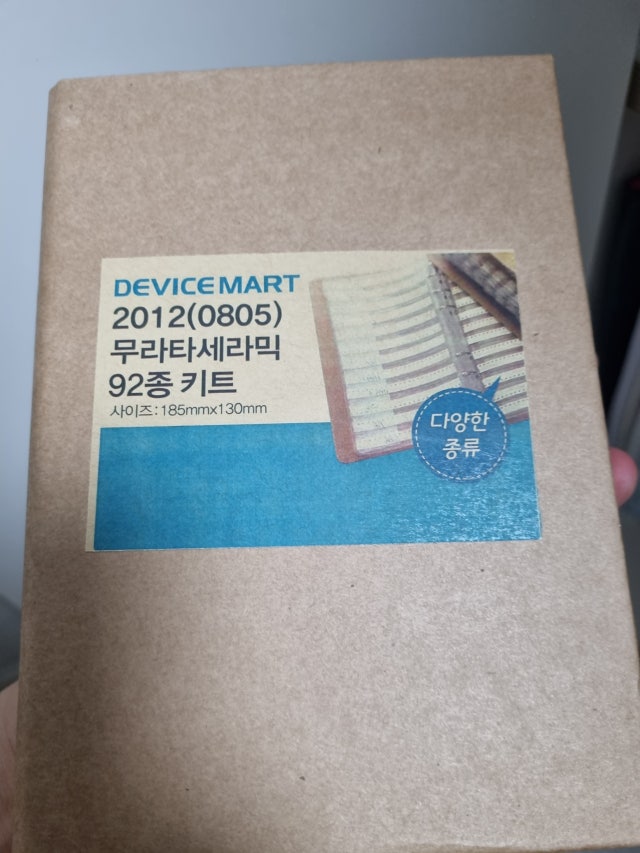 DEVICEMART
2012(0805)
무라타세라믹
92종 키트
사이즈:185mmx130mm
다양한
종류